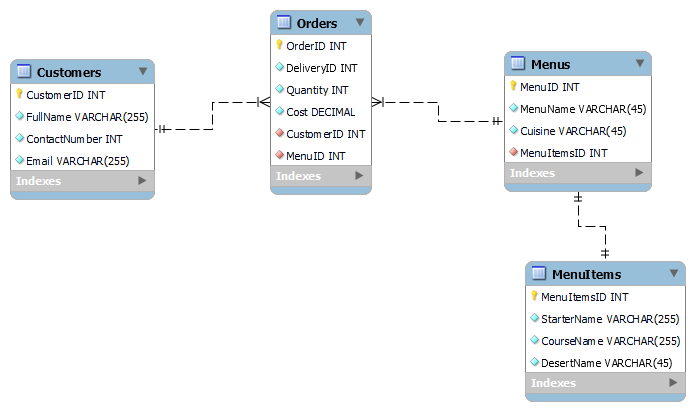 Customers
CustomerID INT
FullName VARCHAR(255)
ContactNumber INT
Email VARCHAR(255)
Indexes
Orders
OrderID INT
DeliveryID INT
Quantity INT
Cost DECIMAL
CustomerID INT
MenuID INT
Indexes
Menus
MenuID INT
MenuName VARCHAR(45)
Cuisine VARCHAR(45)
MenuItemsID INT
Indexes
MenuItems
MenuItemsID INT
StarterName VARCHAR(255)
CourseName VARCHAR(255)
DesertName VARCHAR(45)
Indexes